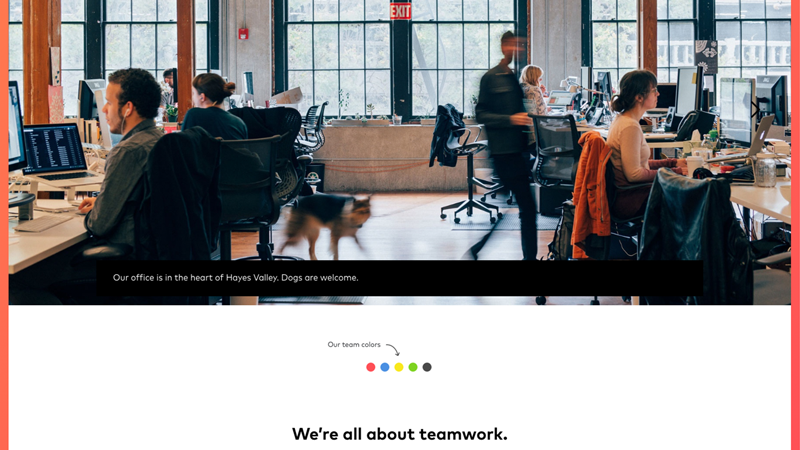 EXIT
Our office is in the heart of Hayes Valley. Dogs are welcome.
Our team colors
We're all about teamwork.